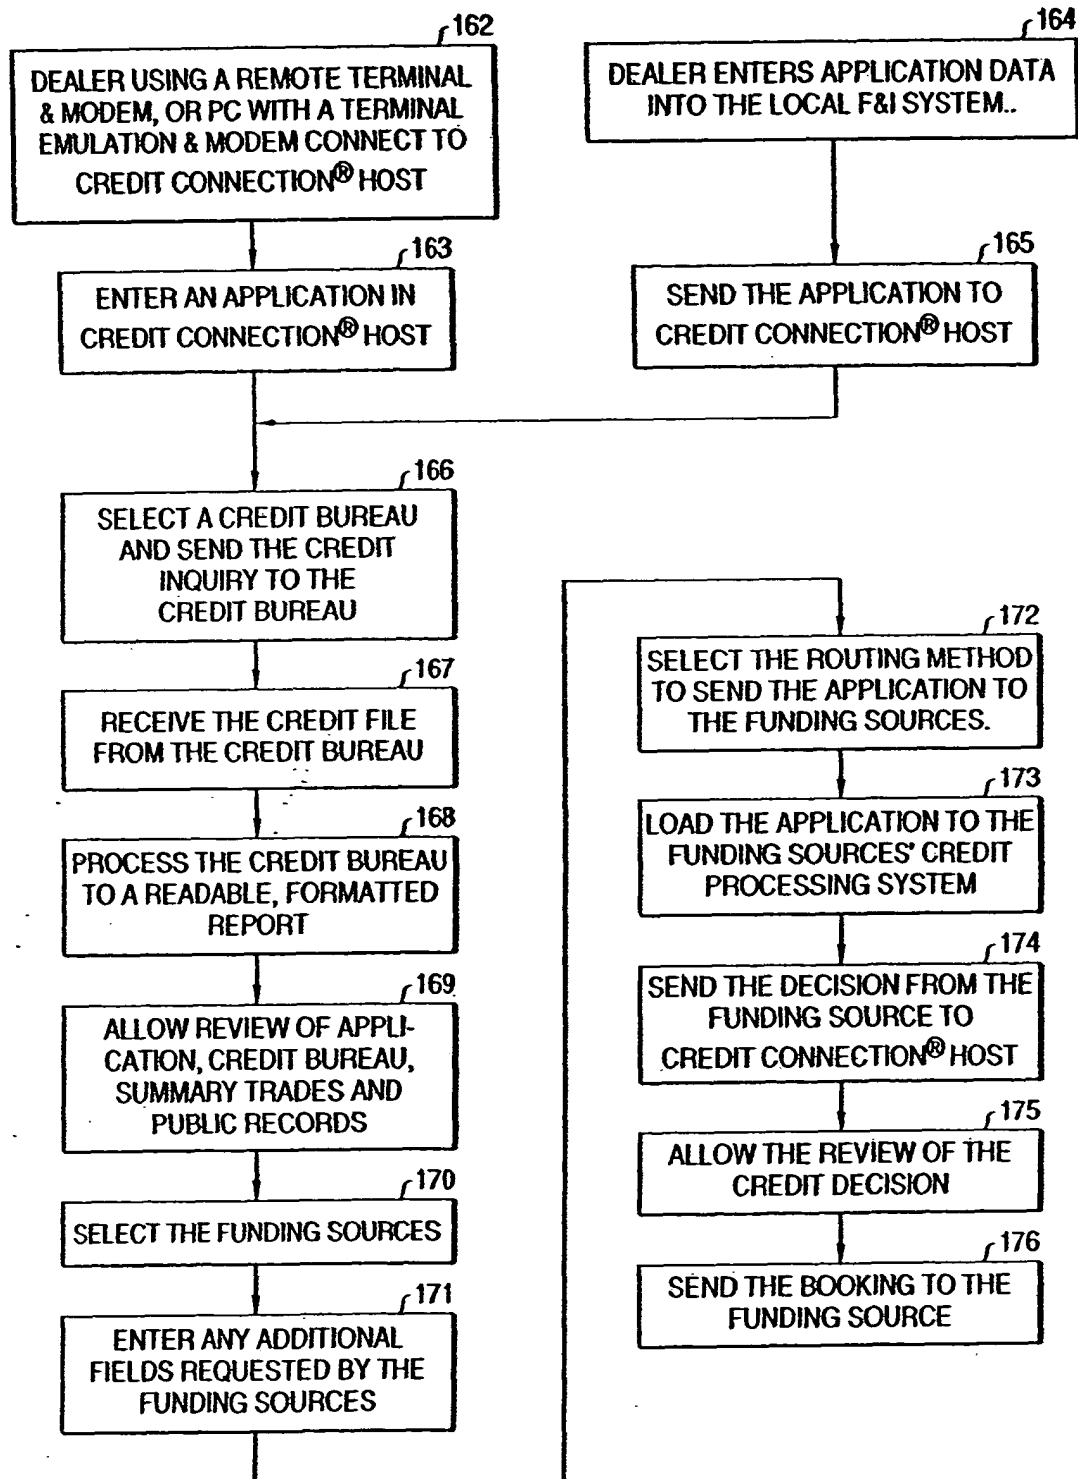 162
DEALER USING A REMOTE TERMINAL
& MODEM, OR PC WITH A TERMINAL
EMULATION & MODEM CONNECT TO
CREDIT CONNECTION® HOST
163
ENTER AN APPLICATION IN
CREDIT CONNECTION® HOST
164
DEALER ENTERS APPLICATION DATA
INTO THE LOCAL F&I SYSTEM..
165
SEND THE APPLICATION TO
CREDIT CONNECTION® HOST
166
SELECT A CREDIT BUREAU
AND SEND THE CREDIT
INQUIRY TO THE
CREDIT BUREAU
167
RECEIVE THE CREDIT FILE
FROM THE CREDIT BUREAU
168
PROCESS THE CREDIT BUREAU
TO A READABLE, FORMATTED
REPORT
169
ALLOW REVIEW OF APPLI-
CATION, CREDIT BUREAU,
SUMMARY TRADES AND
PUBLIC RECORDS
170
SELECT THE FUNDING SOURCES
171
ENTER ANY ADDITIONAL
FIELDS REQUESTED BY THE
FUNDING SOURCES
172
SELECT THE ROUTING METHOD
TO SEND THE APPLICATION TO
THE FUNDING SOURCES.
173
LOAD THE APPLICATION TO THE
FUNDING SOURCES' CREDIT
PROCESSING SYSTEM
174
SEND THE DECISION FROM THE
FUNDING SOURCE TO
CREDIT CONNECTION® HOST
175
ALLOW THE REVIEW OF THE
CREDIT DECISION
176
SEND THE BOOKING TO THE
FUNDING SOURCE